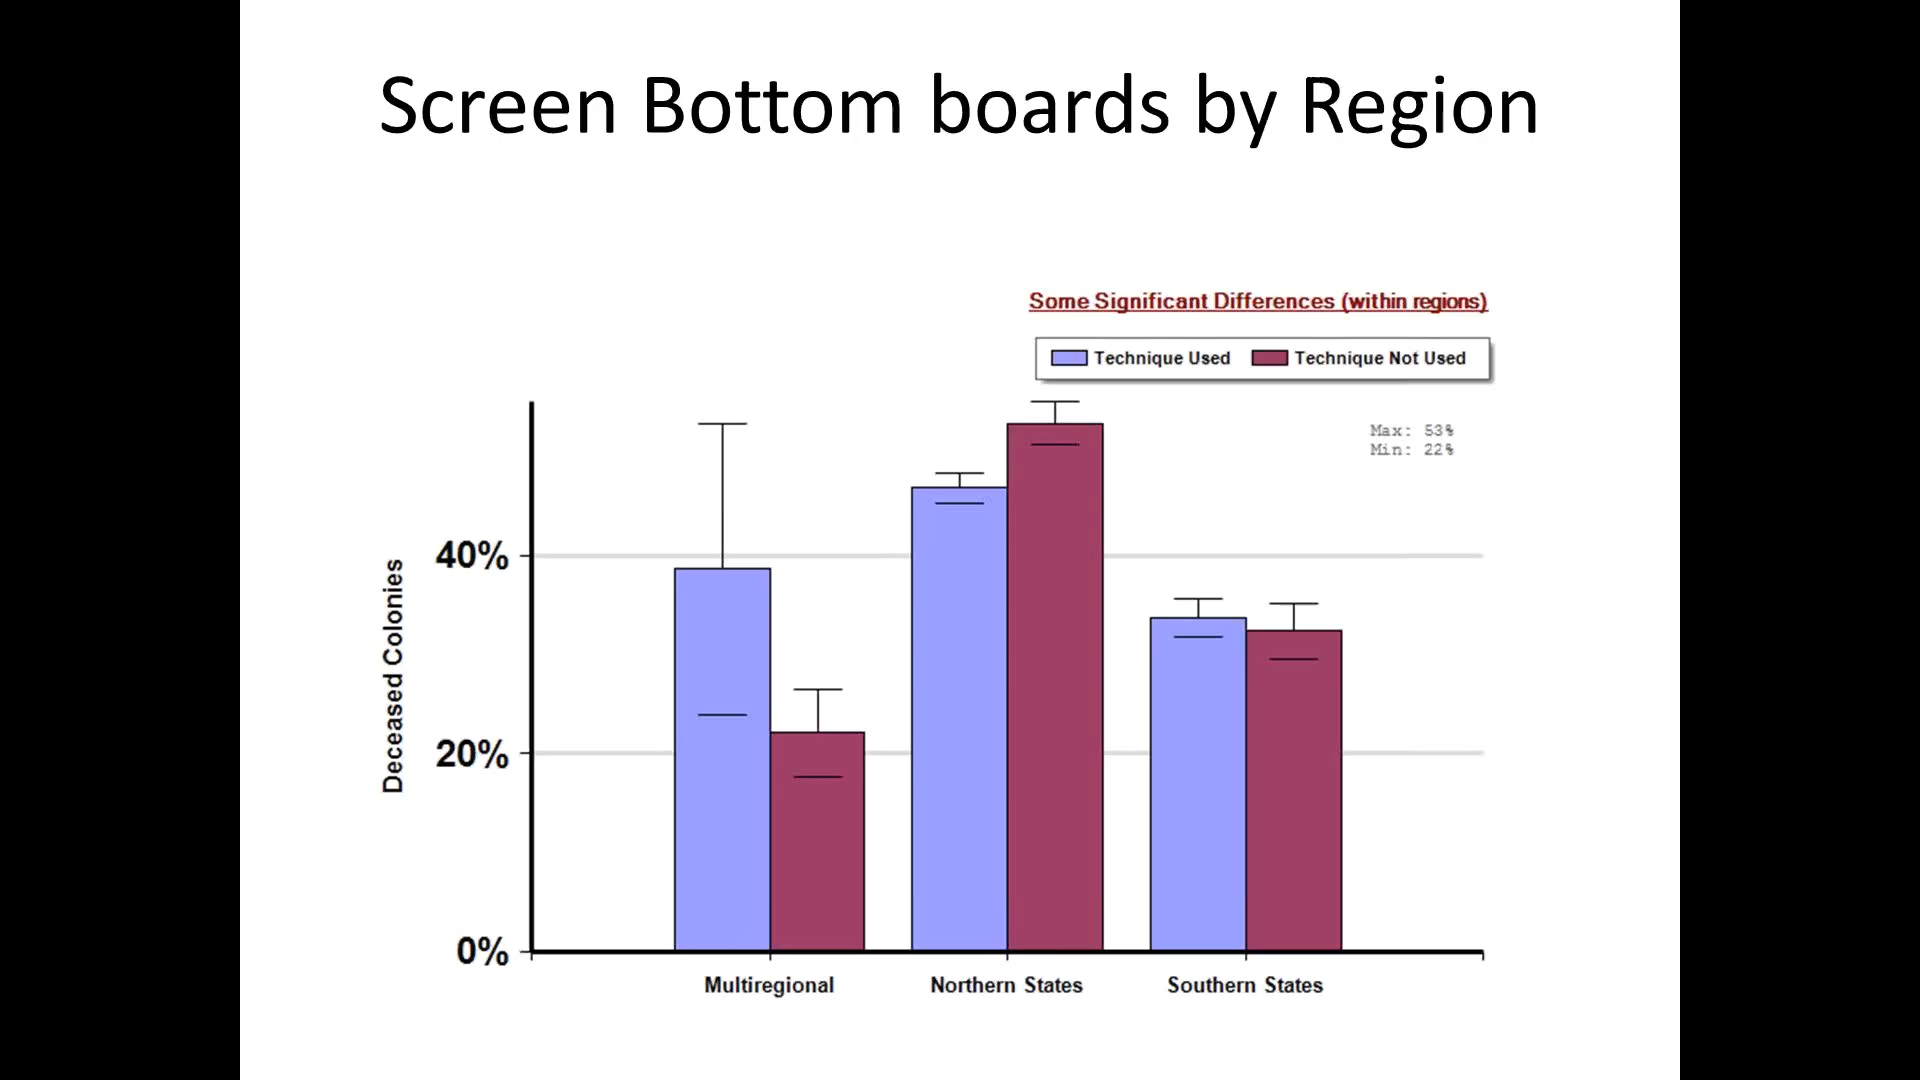 Screen Bottom boards by Region
Some Significant Differences (within regions)
Technique Used Technique Not Used
Max: 53%
Min: 22%
Deceased Colonies
40%
20%
0%
Multiregional Northern States Southern States